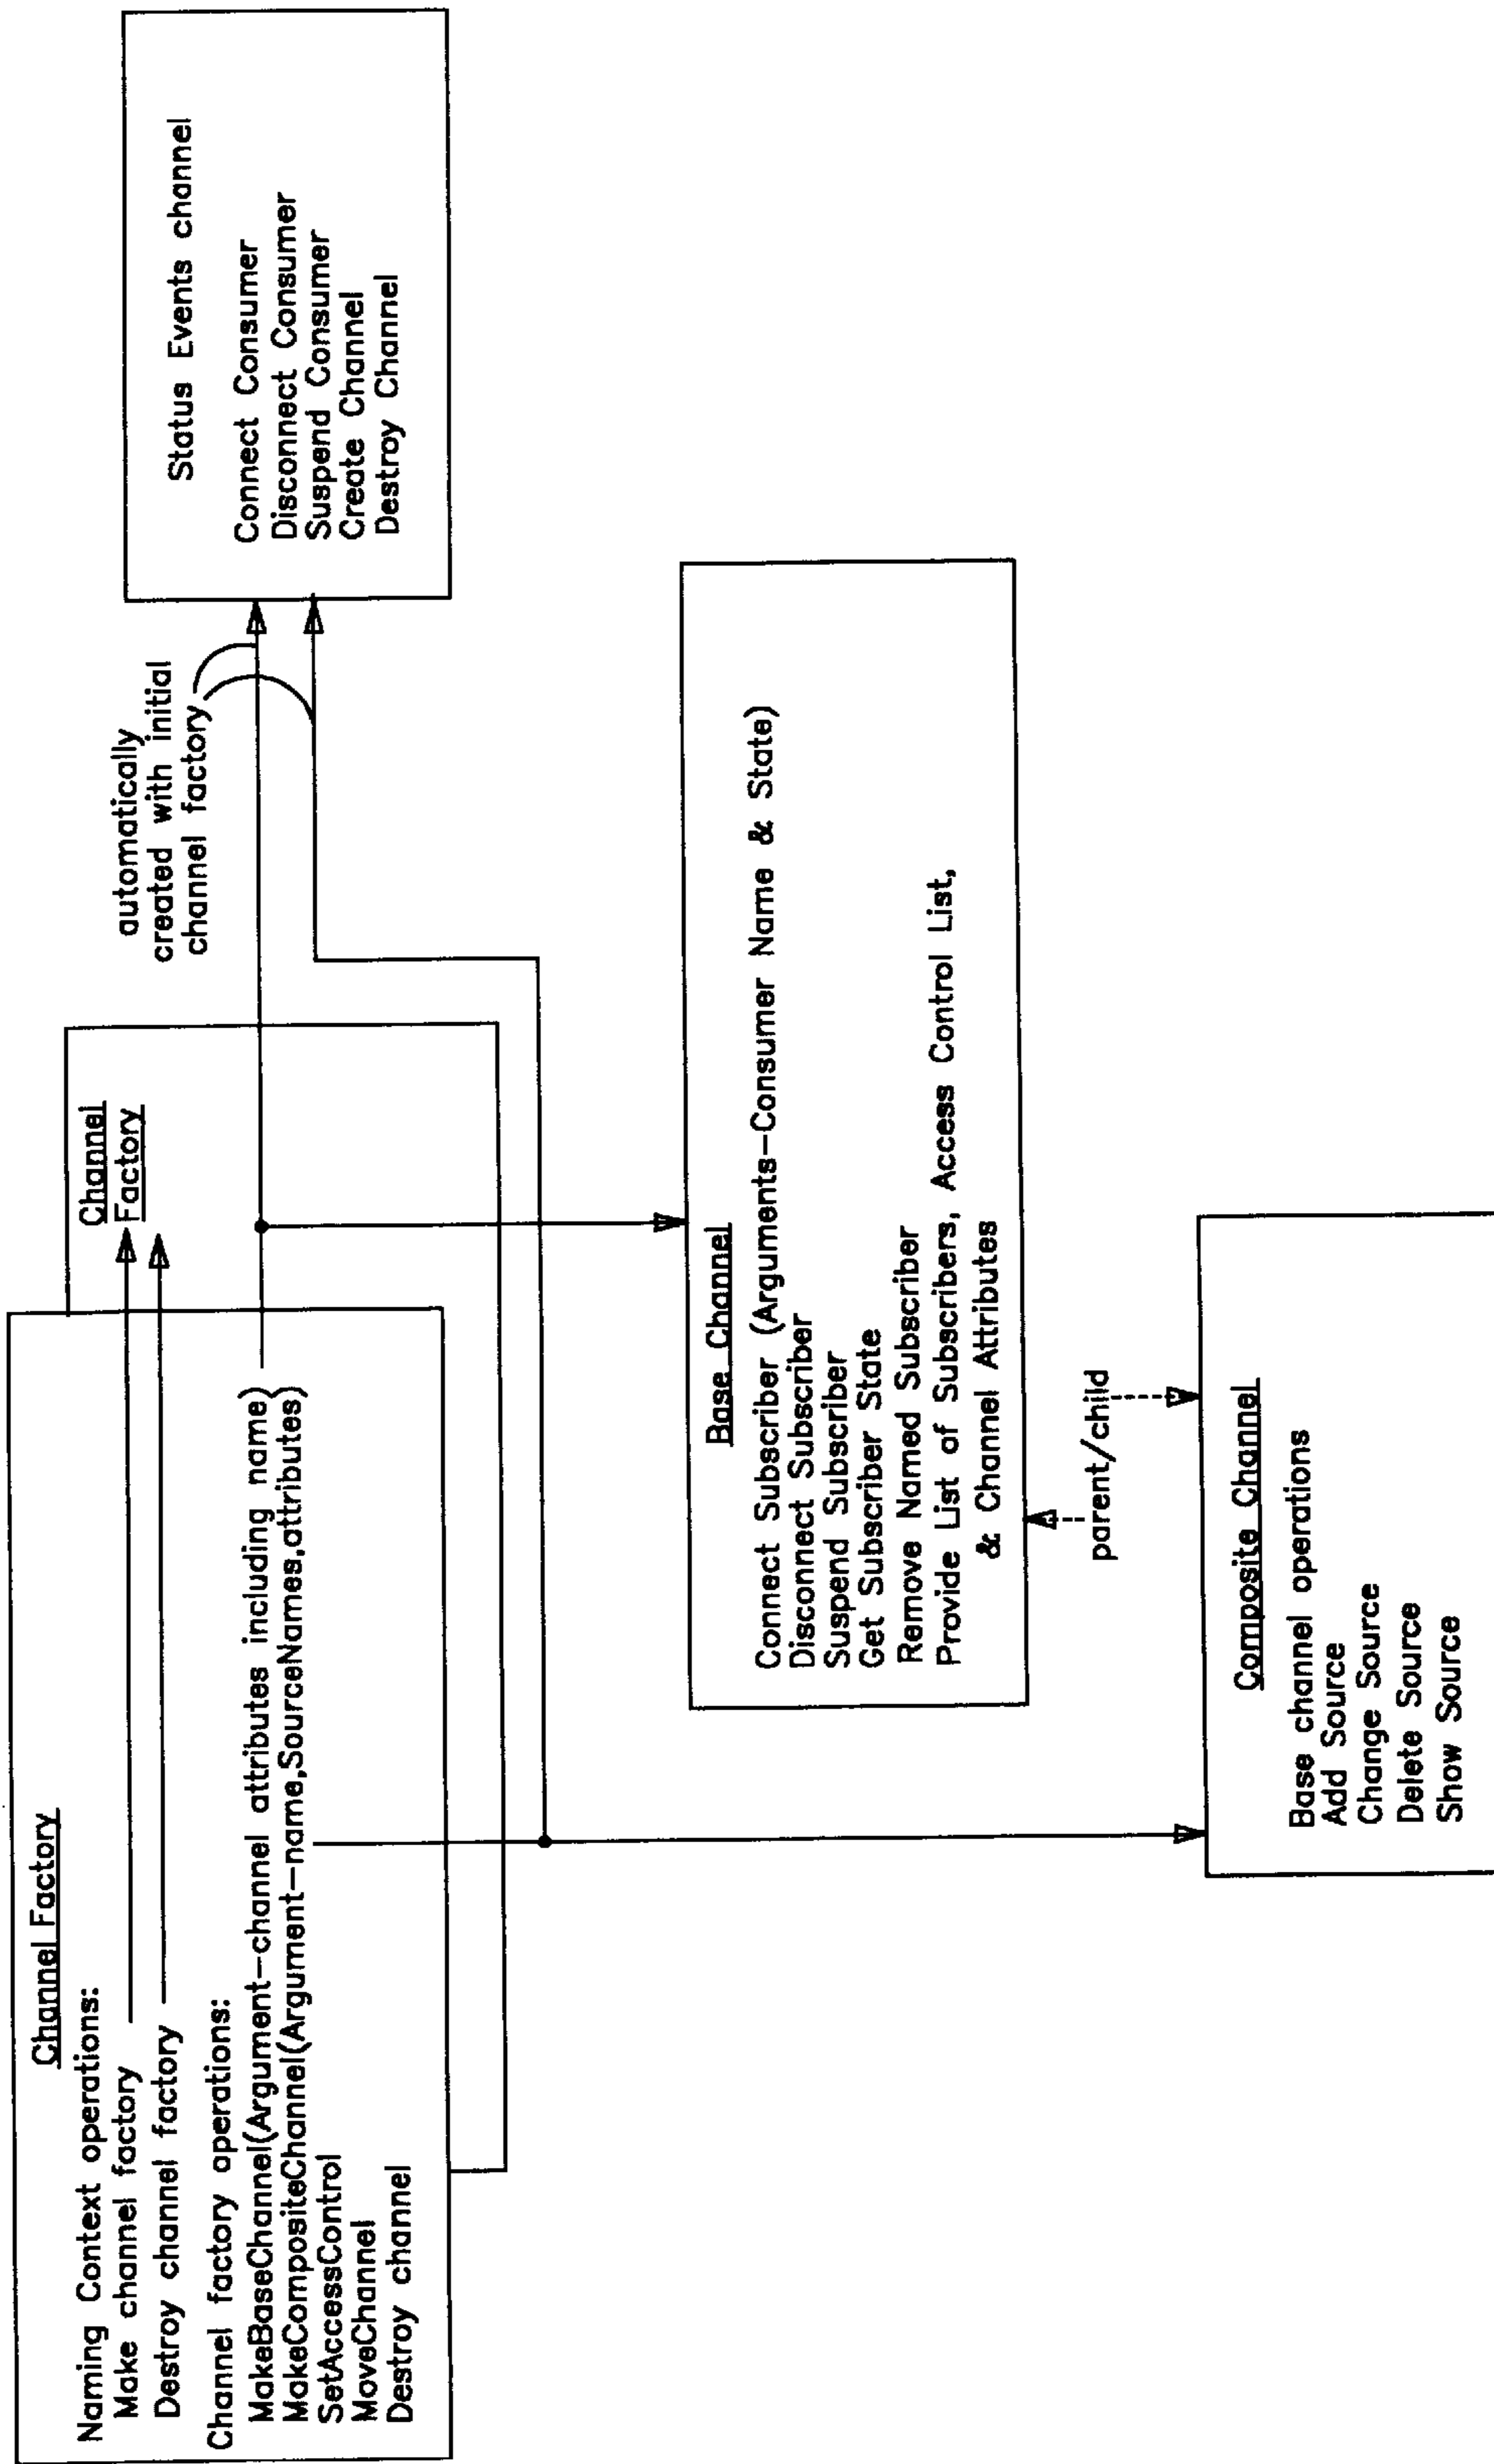 Channel Factory
Naming Context operations:
Make channel factory
Destroy channel factory
Channel factory operations:
MakeBaseChannel(Argument-channel attributes including name)
MakeCompositeChannel(Argument-name,SourceNames,attributes)
SetAccessControl
MoveChannel
Destroy channel
Channel
Factory
automatically
created with initial
channel factory
Status Events channel
Connect Consumer
Disconnect Consumer
Suspend Consumer
Create Channel
Destroy Channel
Base Channel
Connect Subscriber (Arguments-Consumer Name & State)
Disconnect Subscriber
Suspend Subscriber
Get Subscriber State
Remove Named Subscriber
Provide List of Subscribers, Access Control List,
& Channel Attributes
parent/child
Composite Channel
Base channel operations
Add Source
Change Source
Delete Source
Show Source